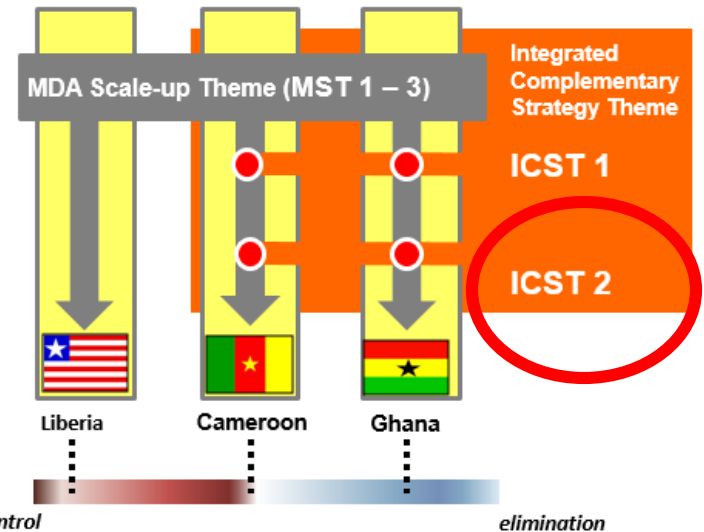 Integrated
Complementary
Strategy Theme
MDA Scale-up Theme (MST 1 – 3)
ICST 1
ICST 2
Liberia
Cameroon
Ghana
ntrol
elimination